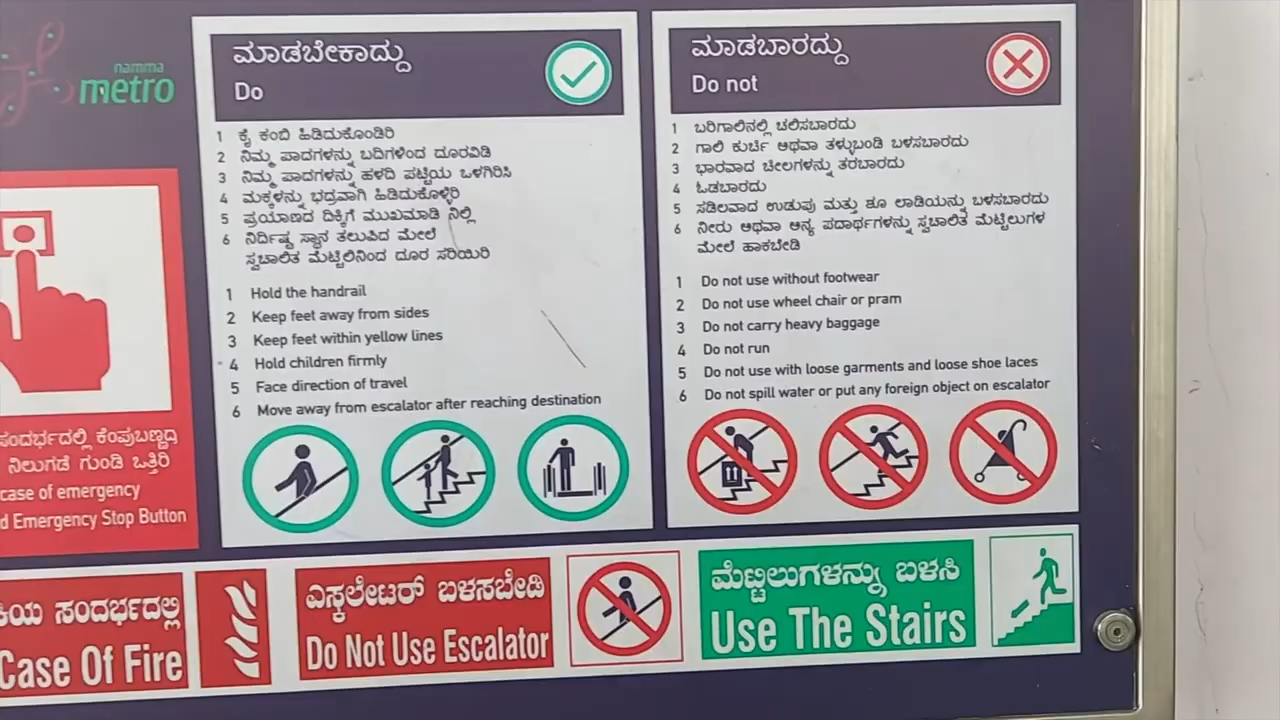 namma
metro
ಮಾಡಬೇಕಾದ್ದು
Do
1 ಕೈ ಕಂಬಿ ಹಿಡಿದುಕೊಂಡಿರಿ
2 ನಿಮ್ಮ ಪಾದಗಳನ್ನು ಬದಿಗಳಿಂದ ದೂರವಿಡಿ
3 ನಿಮ್ಮ ಪಾದಗಳನ್ನು ಹಳದಿ ಪಟ್ಟಿಯ ಒಳಗಿರಿಸಿ
4 ಮಕ್ಕಳನ್ನು ಭದ್ರವಾಗಿ ಹಿಡಿದುಕೊಳ್ಳಿರಿ
5 ಪ್ರಯಾಣದ ದಿಕ್ಕಿಗೆ ಮುಖಮಾಡಿ ನಿಲ್ಲಿ
6 ನಿರ್ದಿಷ್ಟ ಸ್ಥಾನ ತಲುಪಿದ ಮೇಲೆ
ಸ್ವಚಾಲಿತ ಮೆಟ್ಟಿಲಿನಿಂದ ದೂರ ಸರಿಯಿರಿ
1 Hold the handrail
2 Keep feet away from sides
3 Keep feet within yellow lines
4 Hold children firmly
5 Face direction of travel
6 Move away from escalator after reaching destination
ಮಾಡಬಾರದ್ದು
Do not
1 ಬರಿಗಾಲಿನಲ್ಲಿ ಚಲಿಸಬಾರದು
2 ಗಾಲಿ ಕುರ್ಚಿ ಅಥವಾ ತಳ್ಳುಬಂಡಿ ಬಳಸಬಾರದು
3 ಭಾರವಾದ ಚೀಲಗಳನ್ನು ತರಬಾರದು
4 ಓಡಬಾರದು
5 ಸಡಿಲವಾದ ಉಡುಪು ಮತ್ತು ಶೂ ಲಾಡಿಯನ್ನು ಬಳಸಬಾರದು
6 ನೀರು ಅಥವಾ ಅನ್ಯ ಪದಾರ್ಥಗಳನ್ನು ಸ್ವಚಾಲಿತ ಮೆಟ್ಟಿಲುಗಳ
ಮೇಲೆ ಹಾಕಬೇಡಿ
1 Do not use without footwear
2 Do not use wheel chair or pram
3 Do not carry heavy baggage
4 Do not run
5 Do not use with loose garments and loose shoe laces
6 Do not spill water or put any foreign object on escalator
ಸಂದರ್ಭದಲ್ಲಿ ಕೆಂಪುಬಣ್ಣದ
ನಿಲುಗಡೆ ಗುಂಡಿ ಒತ್ತಿರಿ
case of emergency
Emergency Stop Button
ಸಂದರ್ಭದಲ್ಲಿ
Case Of Fire
ಎಸ್ಕಲೇಟರ್ ಬಳಸಬೇಡಿ
Do Not Use Escalator
ಮೆಟ್ಟಿಲುಗಳನ್ನು ಬಳಸಿ
Use The Stairs